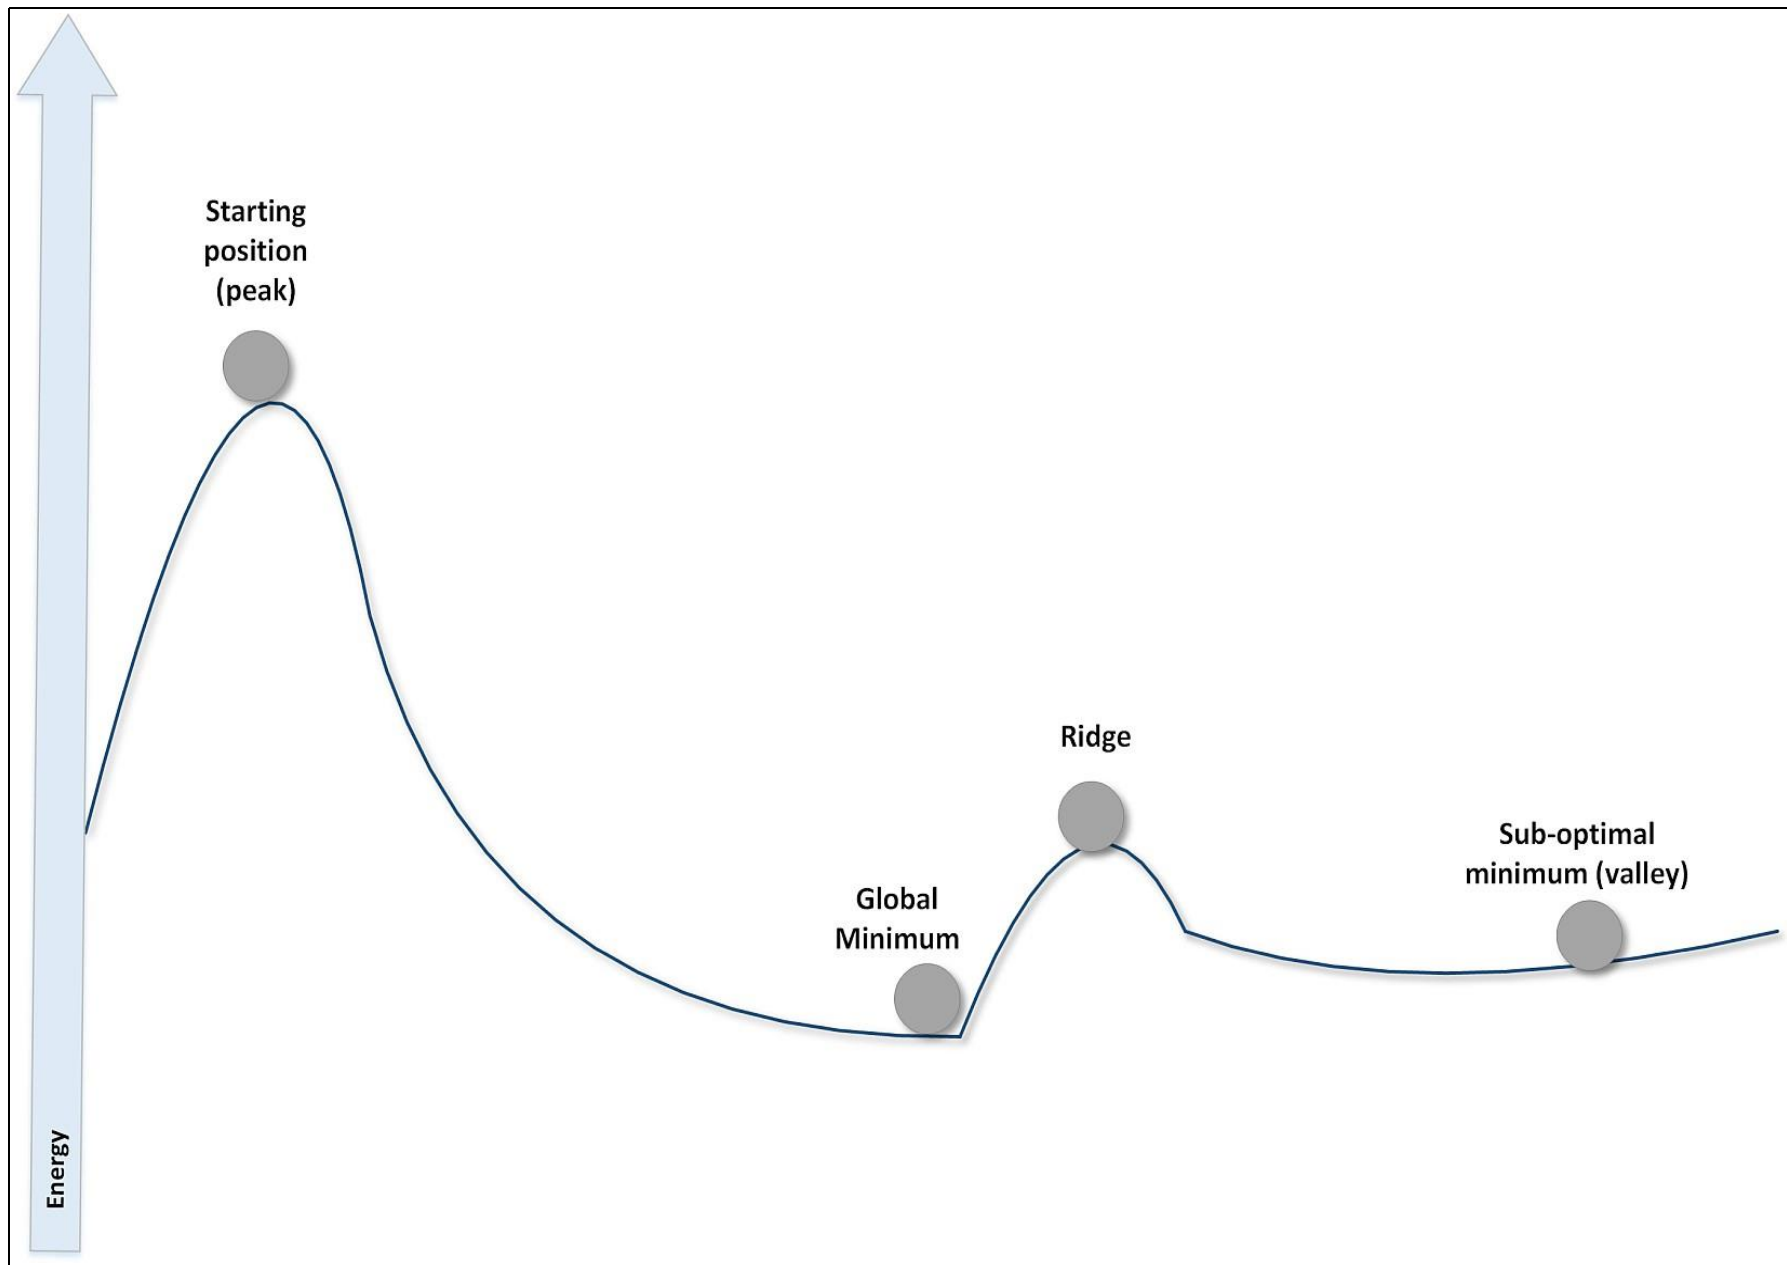 Starting
position
(peak)
Ridge
Sub-optimal
minimum (valley)
Global
Minimum
Energy